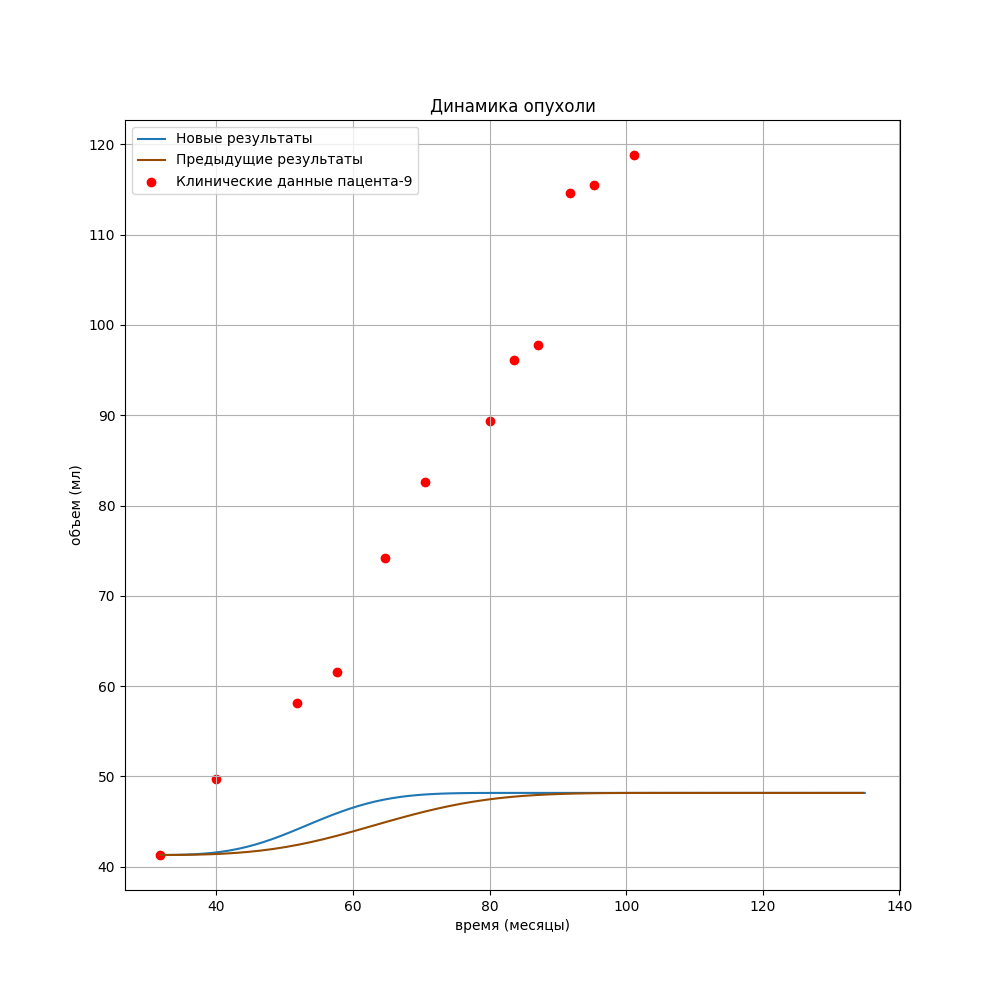 Динамика опухоли
Новые результаты
Предыдущие результаты
Клинические данные пацента-9
120
110
100
90
80
70
60
50
40
объем (мл)
40 60 80 100 120 140
время (месяцы)